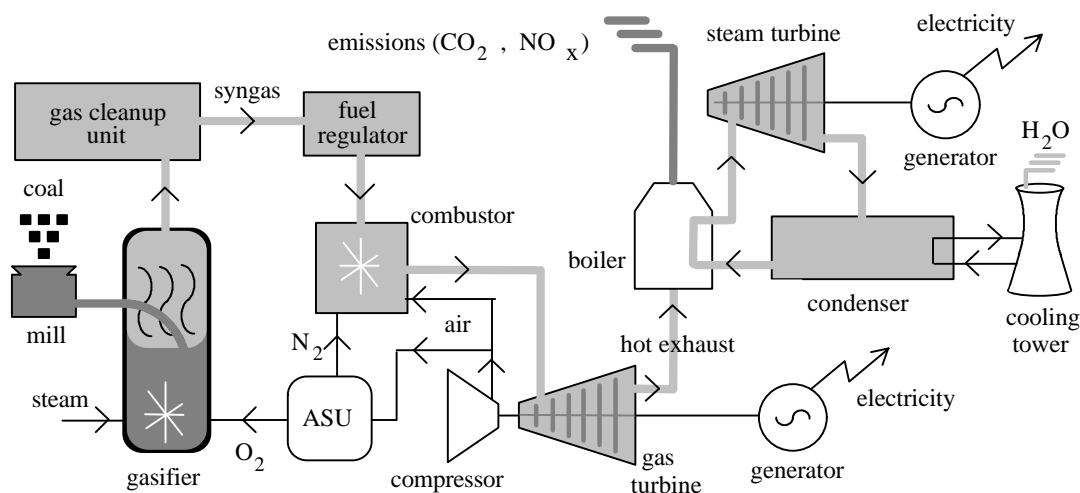 electricity
steam turbine
emissions (CO₂ , NOₓ)
syngas
gas cleanup
unit
fuel
regulator
H₂O
generator
coal
combustor
boiler
condenser
mill
air
N₂
hot exhaust
cooling
tower
steam
ASU
electricity
O₂
gasifier
compressor
gas
turbine
generator